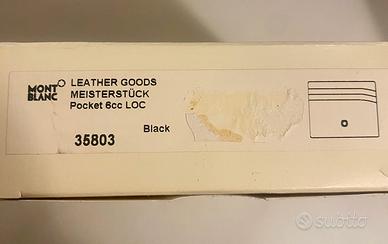 MONT
BLANC
LEATHER GOODS
MEISTERSTÜCK
Pocket 6cc LOC
Black
35803
subito